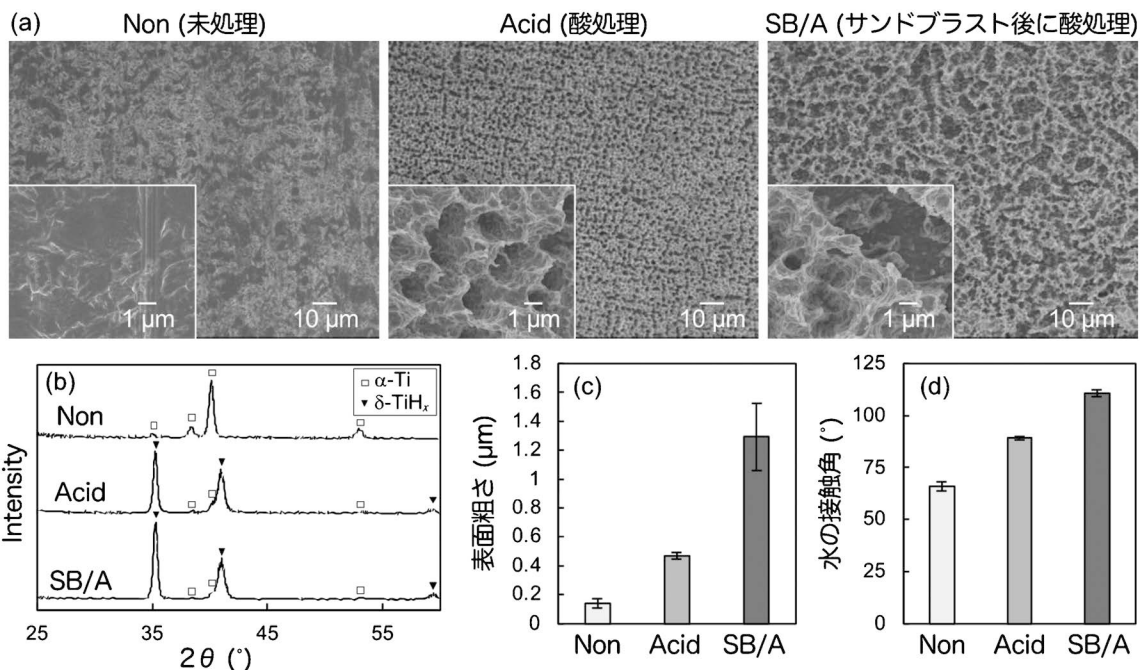 (a)
Non (未処理)
Acid (酸処理)
SB/A (サンドブラスト後に酸処理)
1 μm
10 μm
1 μm
10 μm
1 μm
10 μm
(b)
□ α-Ti
▼ δ-TiHx
Non
Acid
SB/A
Intensity
25
35
45
55
2θ (°)
(c)
表面粗さ (μm)
1.8
1.6
1.4
1.2
1
0.8
0.6
0.4
0.2
0
Non
Acid
SB/A
(d)
水の接触角 (°)
125
100
75
50
25
0
Non
Acid
SB/A